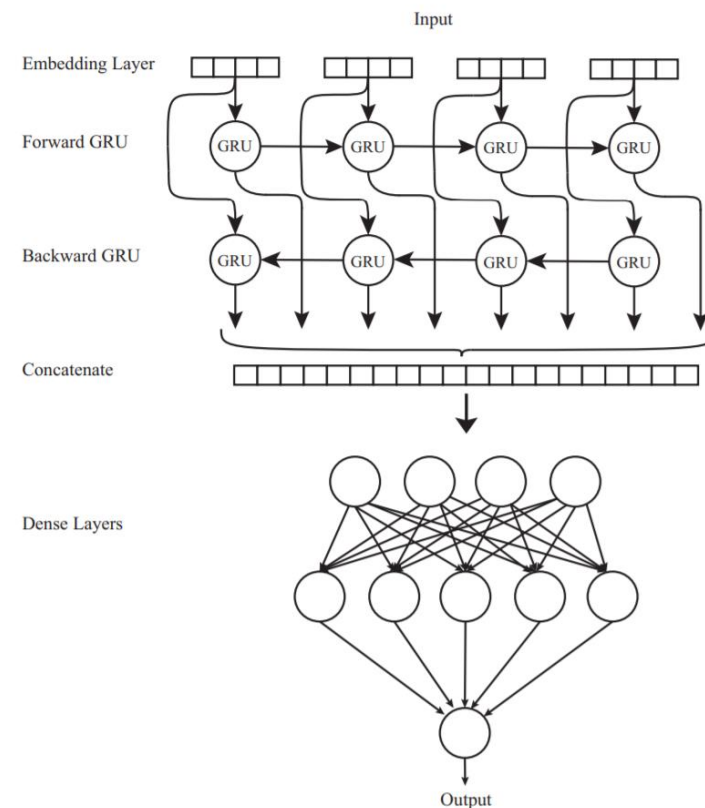 Input
Embedding Layer
Forward GRU
GRU GRU GRU GRU
Backward GRU
GRU GRU GRU GRU
Concatenate
Dense Layers
Output